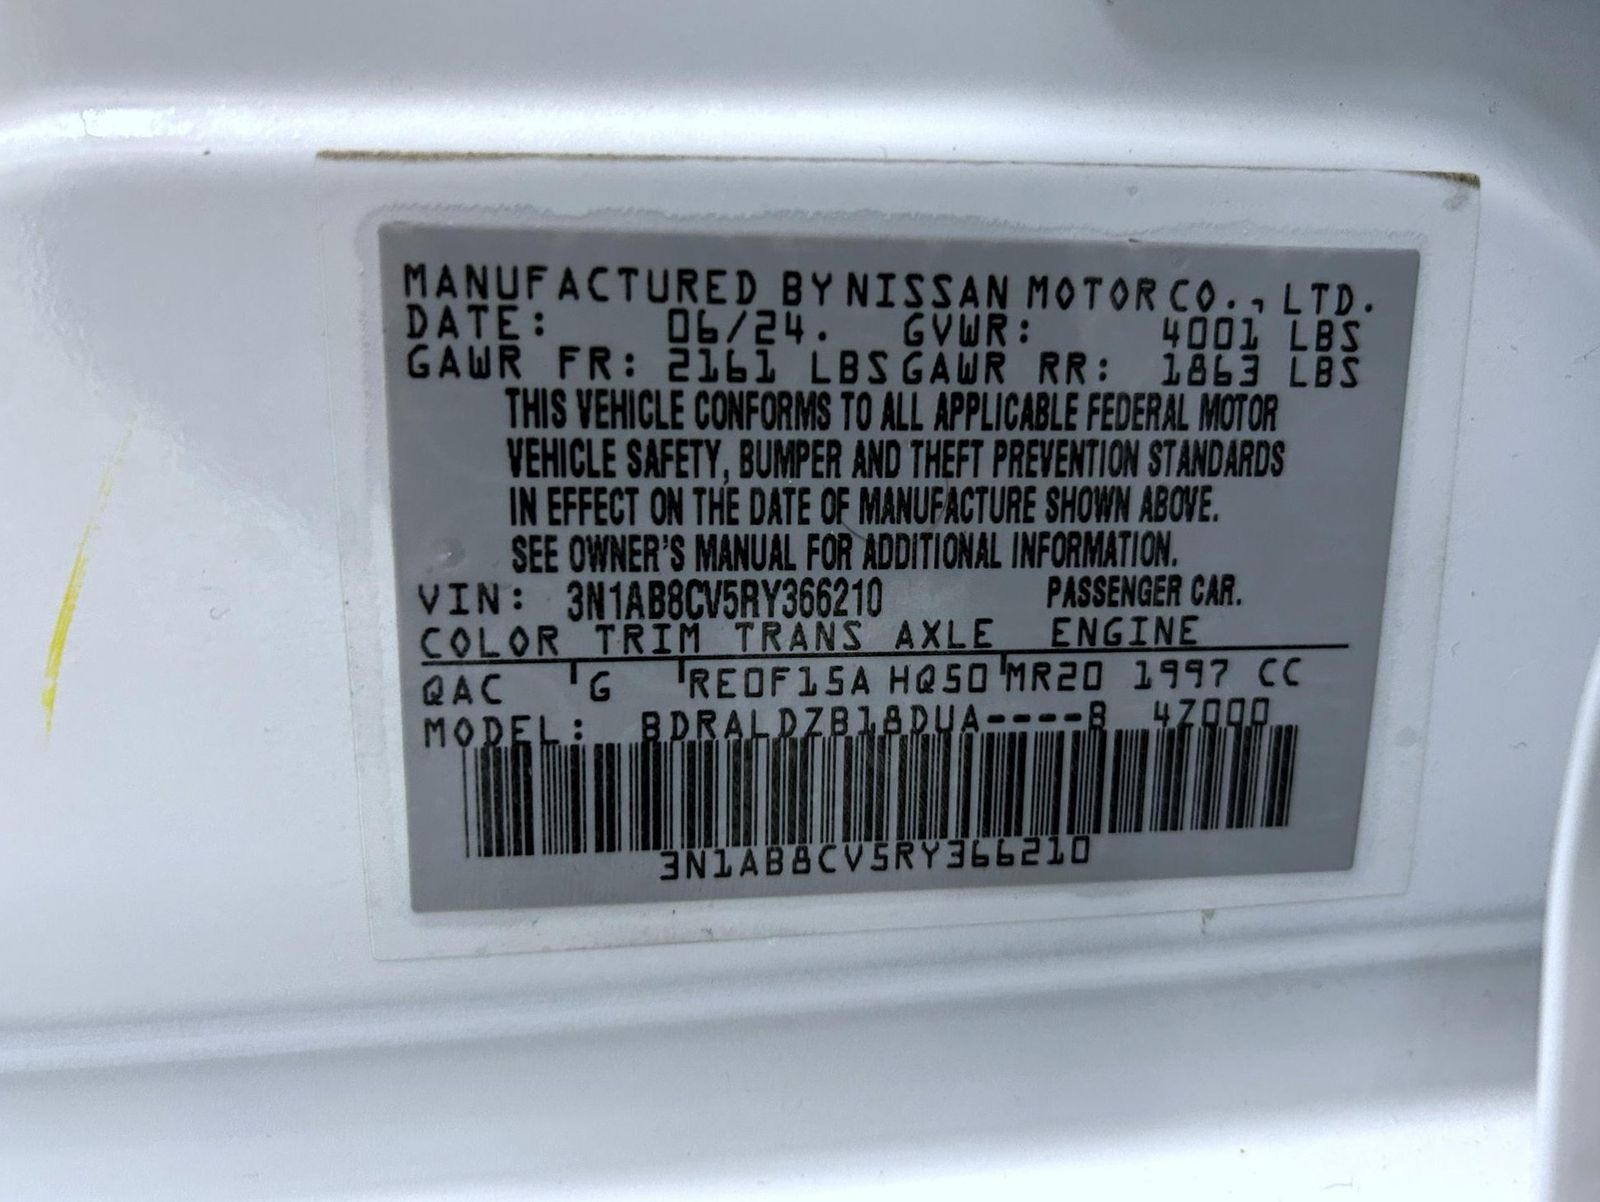 MANUFACTURED BY NISSAN MOTOR CO., LTD.
DATE: 06/24. GVWR: 4001 LBS
GAWR FR: 2161 LBS GAWR RR: 1863 LBS
THIS VEHICLE CONFORMS TO ALL APPLICABLE FEDERAL MOTOR
VEHICLE SAFETY, BUMPER AND THEFT PREVENTION STANDARDS
IN EFFECT ON THE DATE OF MANUFACTURE SHOWN ABOVE.
SEE OWNER'S MANUAL FOR ADDITIONAL INFORMATION.
VIN: 3N1AB8CV5RY366210 PASSENGER CAR.
COLOR TRIM TRANS AXLE ENGINE
QAC G RE0F15A HQ50 MR20 1997 CC
MODEL: BDRALDZB18DUA----B 4Z000
3N1AB8CV5RY366210